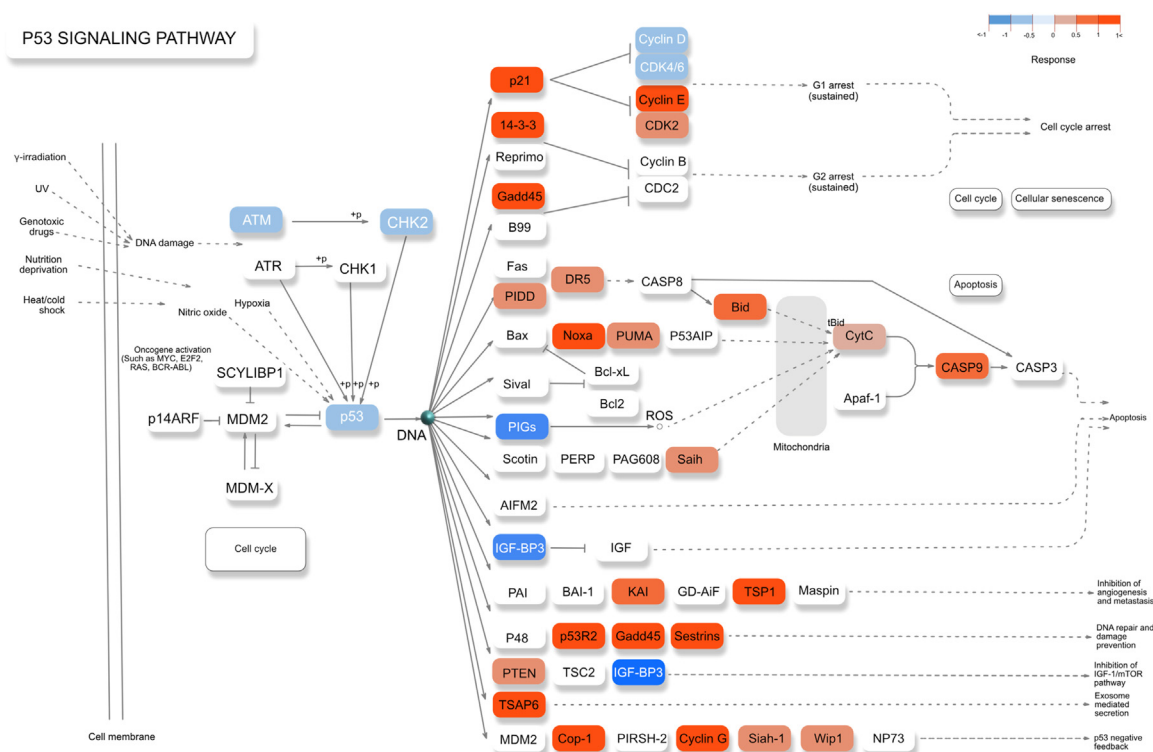 P53 SIGNALING PATHWAY
<-1
-1
-0.5
0
0.5
1
1<
Response
Cyclin D
CDK4/6
p21
Cyclin E
CDK2
G1 arrest
(sustained)
14-3-3
Reprimo
Cyclin B
CDC2
G2 arrest
(sustained)
Cell cycle arrest
Gadd45
B99
Cell cycle
Cellular senescence
γ-irradiation
UV
Genotoxic
drugs
Nutrition
deprivation
Heat/cold
shock
DNA damage
ATM
+p
CHK2
ATR
+p
CHK1
Hypoxia
Nitric oxide
Oncogene activation
(Such as MYC, E2F2,
RAS, BCR-ABL)
SCYLIBP1
+p
+p
+p
p14ARF
MDM2
p53
DNA
MDM-X
Cell cycle
Cell membrane
Fas
PIDD
DR5
CASP8
Bid
tBid
Apoptosis
Bax
Noxa
PUMA
P53AIP
CytC
CASP9
CASP3
Bcl-xL
Sival
Bcl2
Apaf-1
PIGs
ROS
Mitochondria
Apoptosis
Scotin
PERP
PAG608
Saih
AIFM2
IGF-BP3
IGF
PAI
BAI-1
KAI
GD-AiF
TSP1
Maspin
Inhibition of
angiogenesis
and metastasis
P48
p53R2
Gadd45
Sestrins
DNA repair and
damage
prevention
PTEN
TSC2
IGF-BP3
Inhibition of
IGF-1/mTOR
pathway
TSAP6
Exosome
mediated
secretion
MDM2
Cop-1
PIRSH-2
Cyclin G
Siah-1
Wip1
NP73
p53 negative
feedback